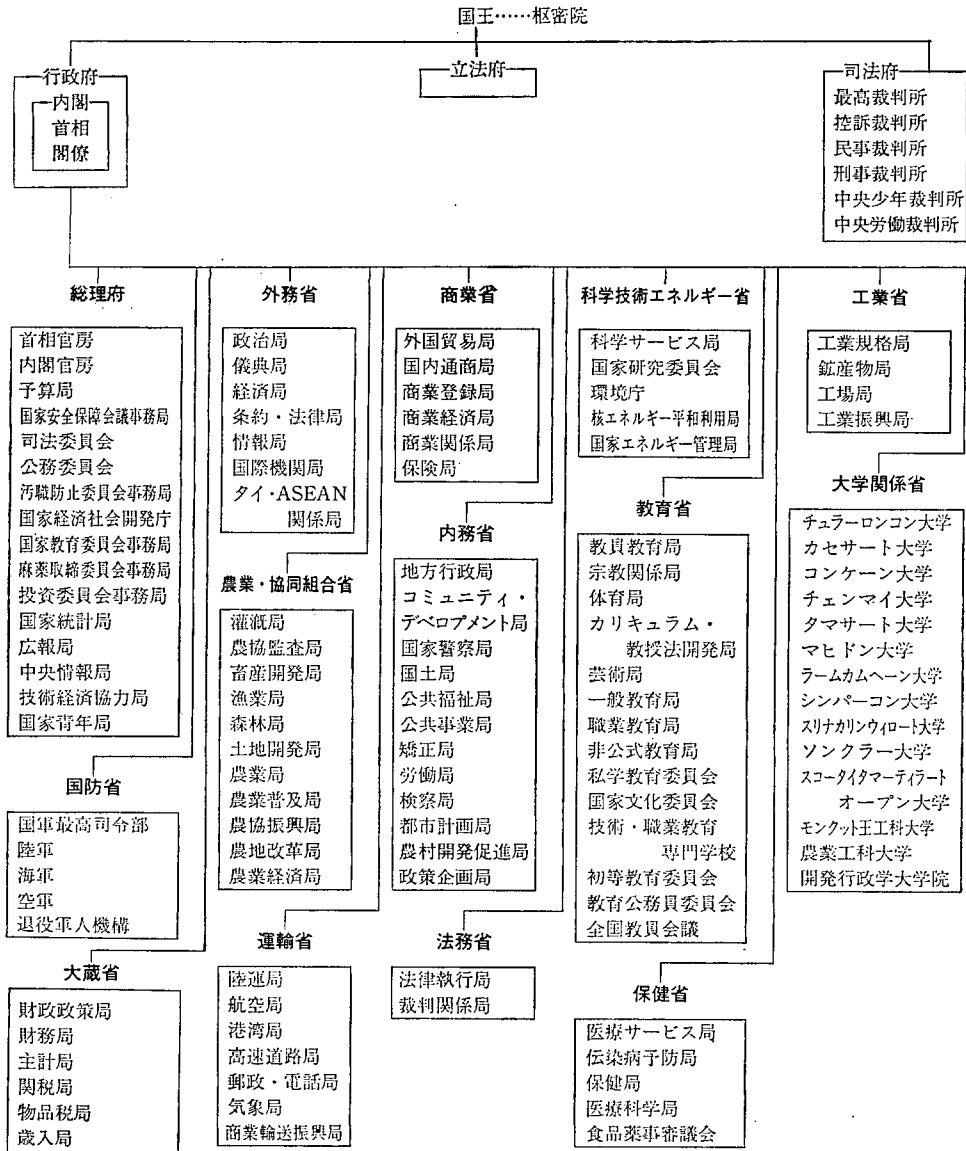 国王……枢密院
行政府
内閣
首相
閣僚
立法府
司法府
最高裁判所
控訴裁判所
民事裁判所
刑事裁判所
中央少年裁判所
中央労働裁判所
総理府
首相官房
内閣官房
予算局
国家安全保障会議事務局
司法委員会
公務委員会
汚職防止委員会事務局
国家経済社会開発庁
国家教育委員会事務局
麻薬取締委員会事務局
投資委員会事務局
国家統計局
広報局
中央情報局
技術経済協力局
国家青年局
国防省
国軍最高司令部
陸軍
海軍
空軍
退役軍人機構
大蔵省
財政政策局
財務局
主計局
関税局
物品税局
歳入局
外務省
政治局
儀典局
経済局
条約・法律局
情報局
国際機関局
タイ・ASEAN
関係局
農業・協同組合省
灌漑局
農協監査局
畜産開発局
漁業局
森林局
土地開発局
農業局
農業普及局
農協振興局
農地改革局
農業経済局
運輸省
陸運局
航空局
港湾局
高速道路局
郵政・電話局
気象局
商業輸送振興局
商業省
外国貿易局
国内通商局
商業登録局
商業経済局
商業関係局
保険局
内務省
地方行政局
コミュニティ・
デベロプメント局
国家警察局
国土局
公共福祉局
公共事業局
矯正局
労働局
検察局
都市計画局
農村開発促進局
政策企画局
法務省
法律執行局
裁判関係局
科学技術エネルギー省
科学サービス局
国家研究委員会
環境庁
核エネルギー平和利用局
国家エネルギー管理局
教育省
教員教育局
宗教関係局
体育局
カリキュラム・
教授法開発局
芸術局
一般教育局
職業教育局
非公式教育局
私学教育委員会
国家文化委員会
技術・職業教育
専門学校
初等教育委員会
教育公務員委員会
全国教員会議
保健省
医療サービス局
伝染病予防局
保健局
医療科学局
食品薬事審議会
工業省
工業規格局
鉱産物局
工場局
工業振興局
大学関係省
チュラーロンコン大学
カセサート大学
コンケーン大学
チェンマイ大学
タマサート大学
マヒドン大学
ラームカムヘーン大学
シンパーコン大学
スリナカリンウィロート大学
ソンクラー大学
スコータイタマーティラート
オープン大学
モンクット王工科大学
農業工科大学
開発行政学大学院